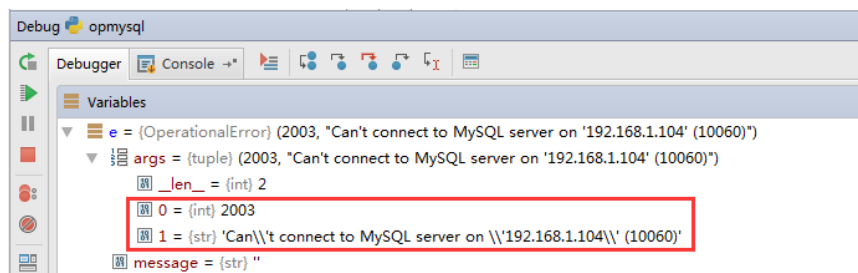 Debug opmysql
Debugger Console
Variables
e = {OperationalError} (2003, "Can't connect to MySQL server on '192.168.1.104' (10060)")
args = {tuple} (2003, "Can't connect to MySQL server on '192.168.1.104' (10060)")
__len__ = {int} 2
0 = {int} 2003
1 = {str} 'Can\\'t connect to MySQL server on \\'192.168.1.104\\' (10060)'
message = {str} ''